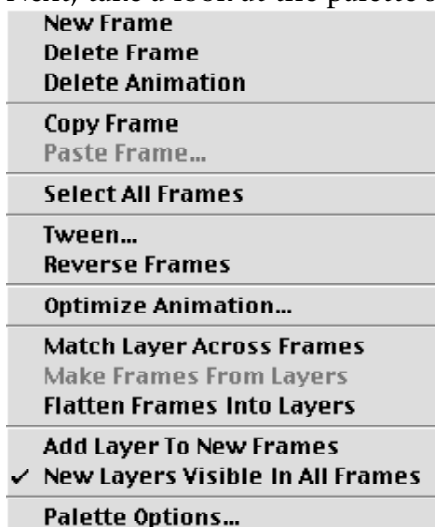 Next, take a look at the palette s
New Frame
Delete Frame
Delete Animation
Copy Frame
Paste Frame...
Select All Frames
Tween...
Reverse Frames
Optimize Animation...
Match Layer Across Frames
Make Frames From Layers
Flatten Frames Into Layers
Add Layer To New Frames
✓ New Layers Visible In All Frames
Palette Options...